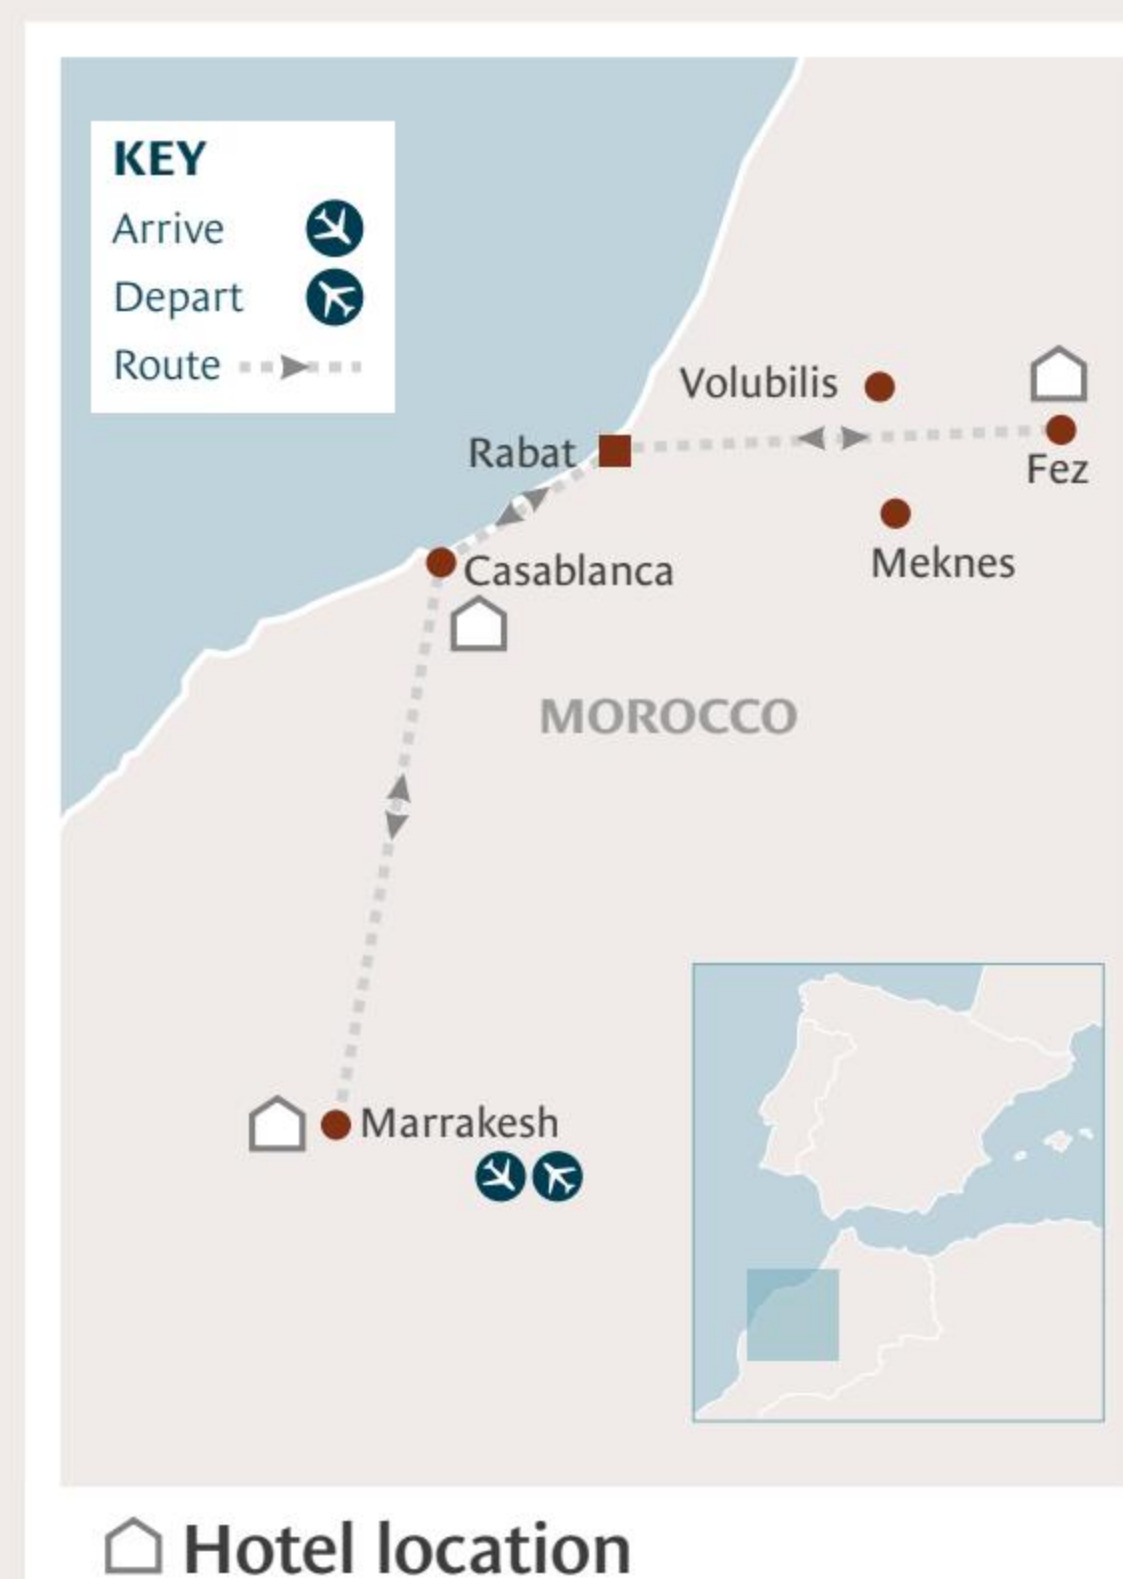 KEY
Arrive
Depart
Route
Volubilis
Rabat
Fez
Meknes
Casablanca
MOROCCO
Marrakesh
Hotel location